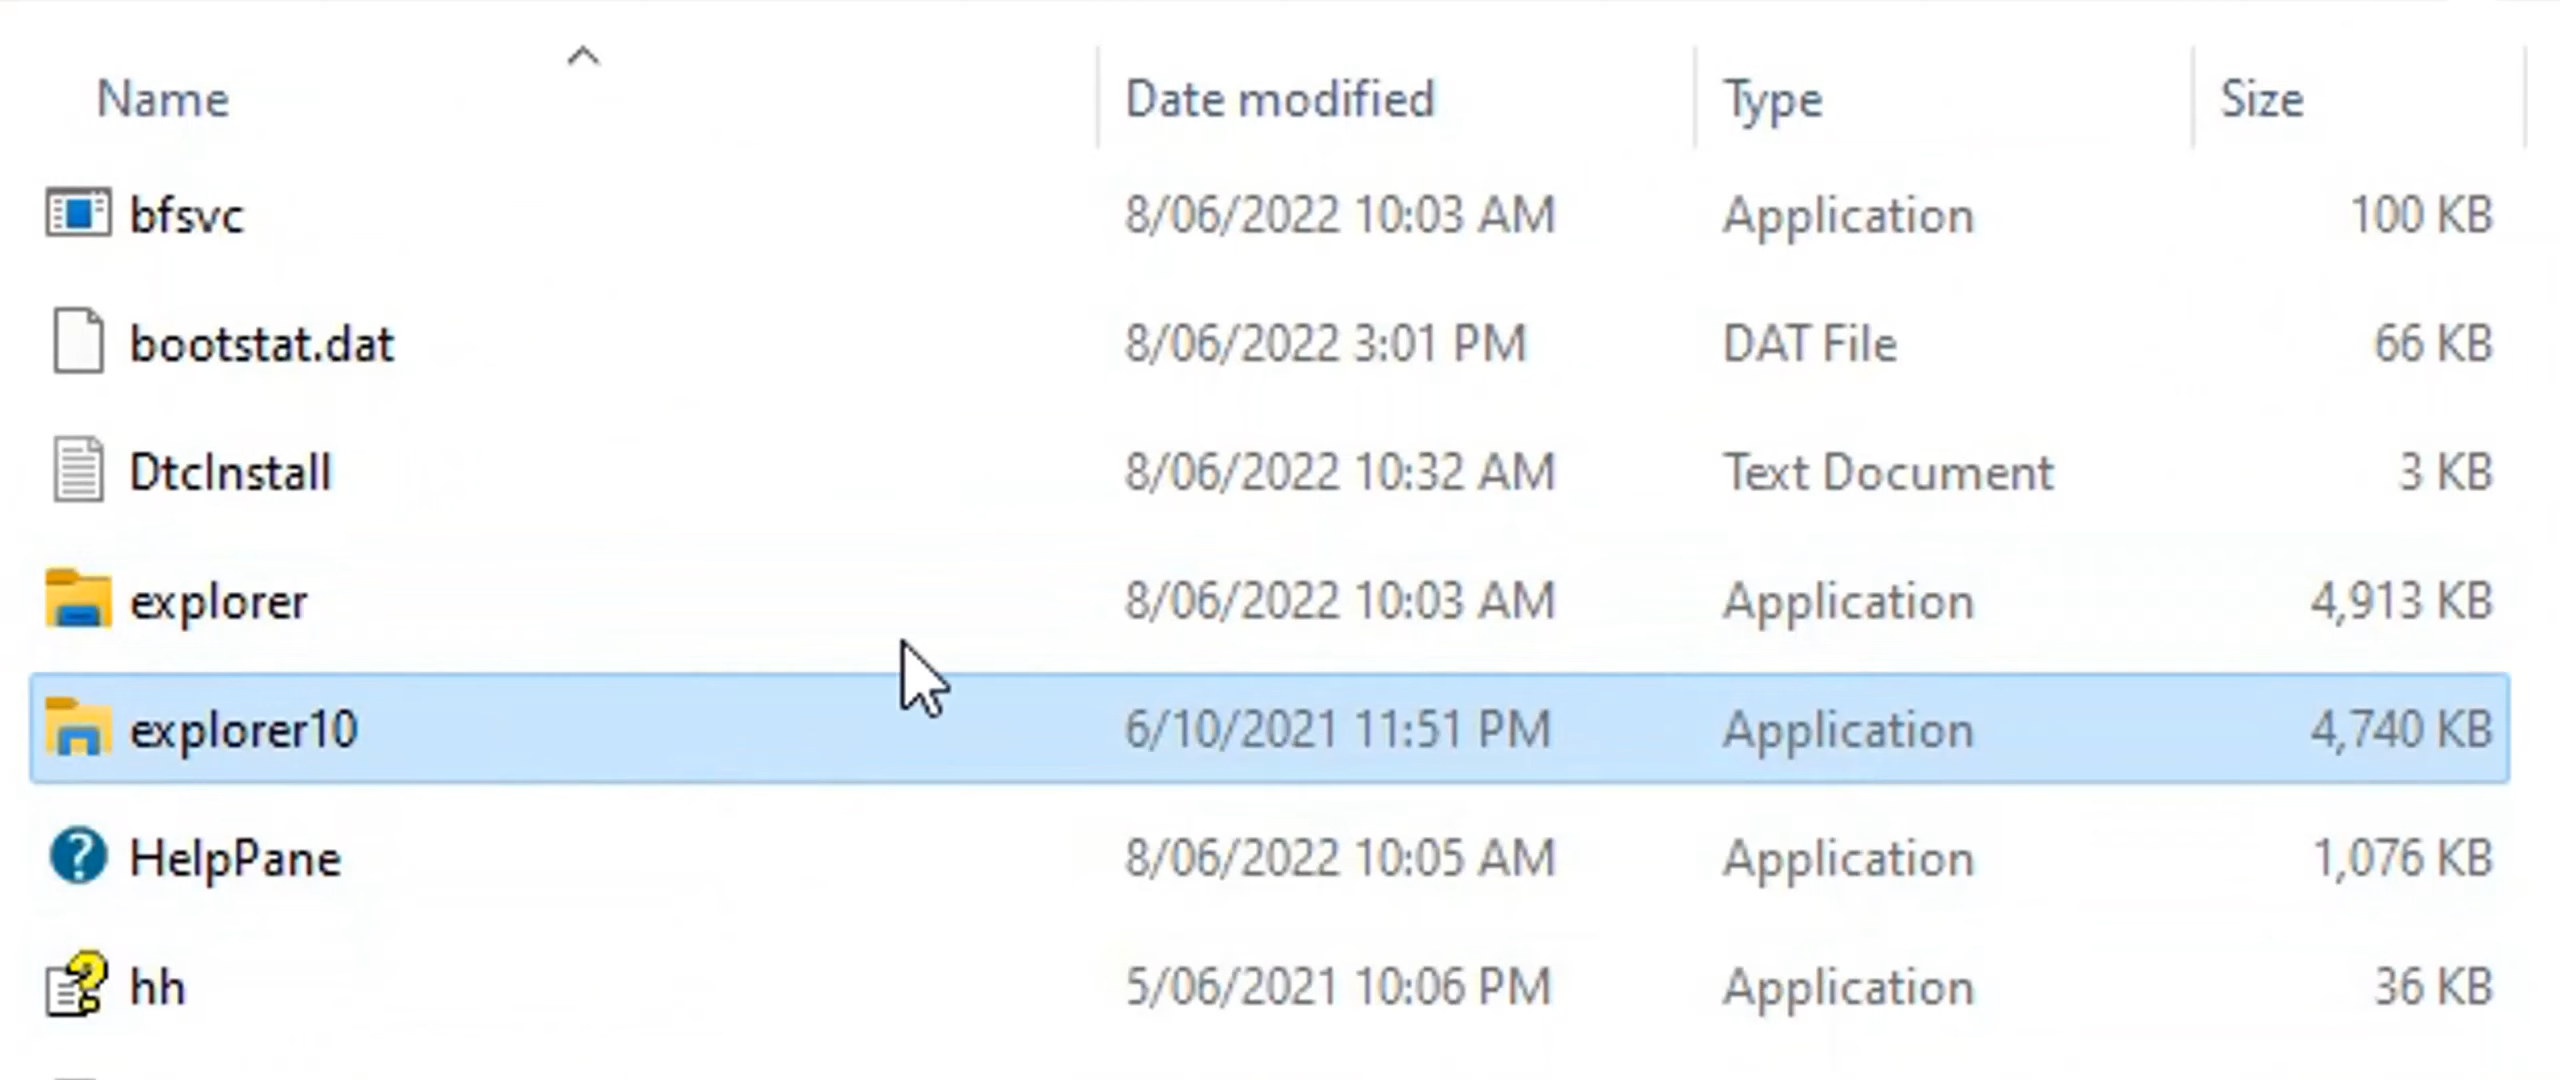 Name Date modified Type Size
bfsvc 8/06/2022 10:03 AM Application 100 KB
bootstat.dat 8/06/2022 3:01 PM DAT File 66 KB
DtcInstall 8/06/2022 10:32 AM Text Document 3 KB
explorer 8/06/2022 10:03 AM Application 4,913 KB
explorer10 6/10/2021 11:51 PM Application 4,740 KB
HelpPane 8/06/2022 10:05 AM Application 1,076 KB
hh 5/06/2021 10:06 PM Application 36 KB